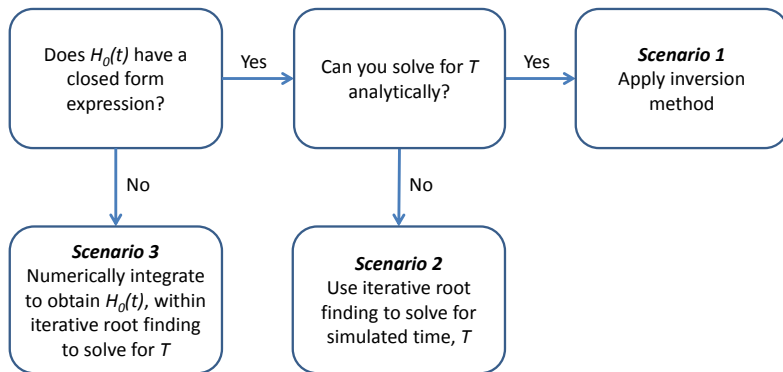 Does H₀(t) have a
closed form
expression?
Yes
Can you solve for T
analytically?
Yes
Scenario 1
Apply inversion
method
No
No
Scenario 3
Numerically integrate
to obtain H₀(t), within
iterative root finding
to solve for T
Scenario 2
Use iterative root
finding to solve for
simulated time, T